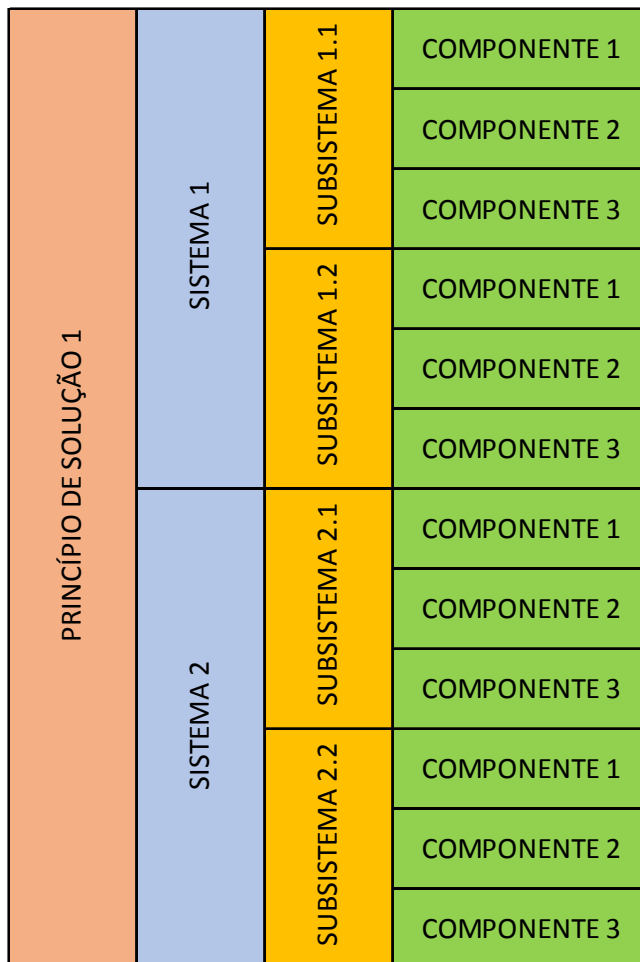 PRINCÍPIO DE SOLUÇÃO 1
SISTEMA 1
SUBSISTEMA 1.1
COMPONENTE 1
COMPONENTE 2
COMPONENTE 3
SUBSISTEMA 1.2
COMPONENTE 1
COMPONENTE 2
COMPONENTE 3
SISTEMA 2
SUBSISTEMA 2.1
COMPONENTE 1
COMPONENTE 2
COMPONENTE 3
SUBSISTEMA 2.2
COMPONENTE 1
COMPONENTE 2
COMPONENTE 3